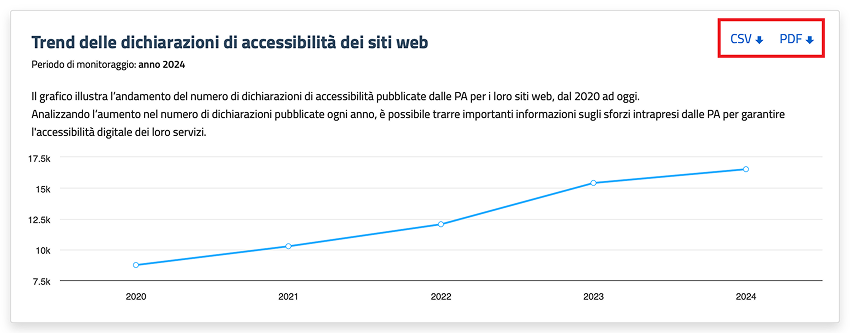 Trend delle dichiarazioni di accessibilità dei siti web
CSV PDF
Periodo di monitoraggio: anno 2024
Il grafico illustra l'andamento del numero di dichiarazioni di accessibilità pubblicate dalle PA per i loro siti web, dal 2020 ad oggi.
Analizzando l'aumento nel numero di dichiarazioni pubblicate ogni anno, è possibile trarre importanti informazioni sugli sforzi intrapresi dalle PA per garantire
l'accessibilità digitale dei loro servizi.
17.5k
15k
12.5k
10k
7.5k
2020 2021 2022 2023 2024